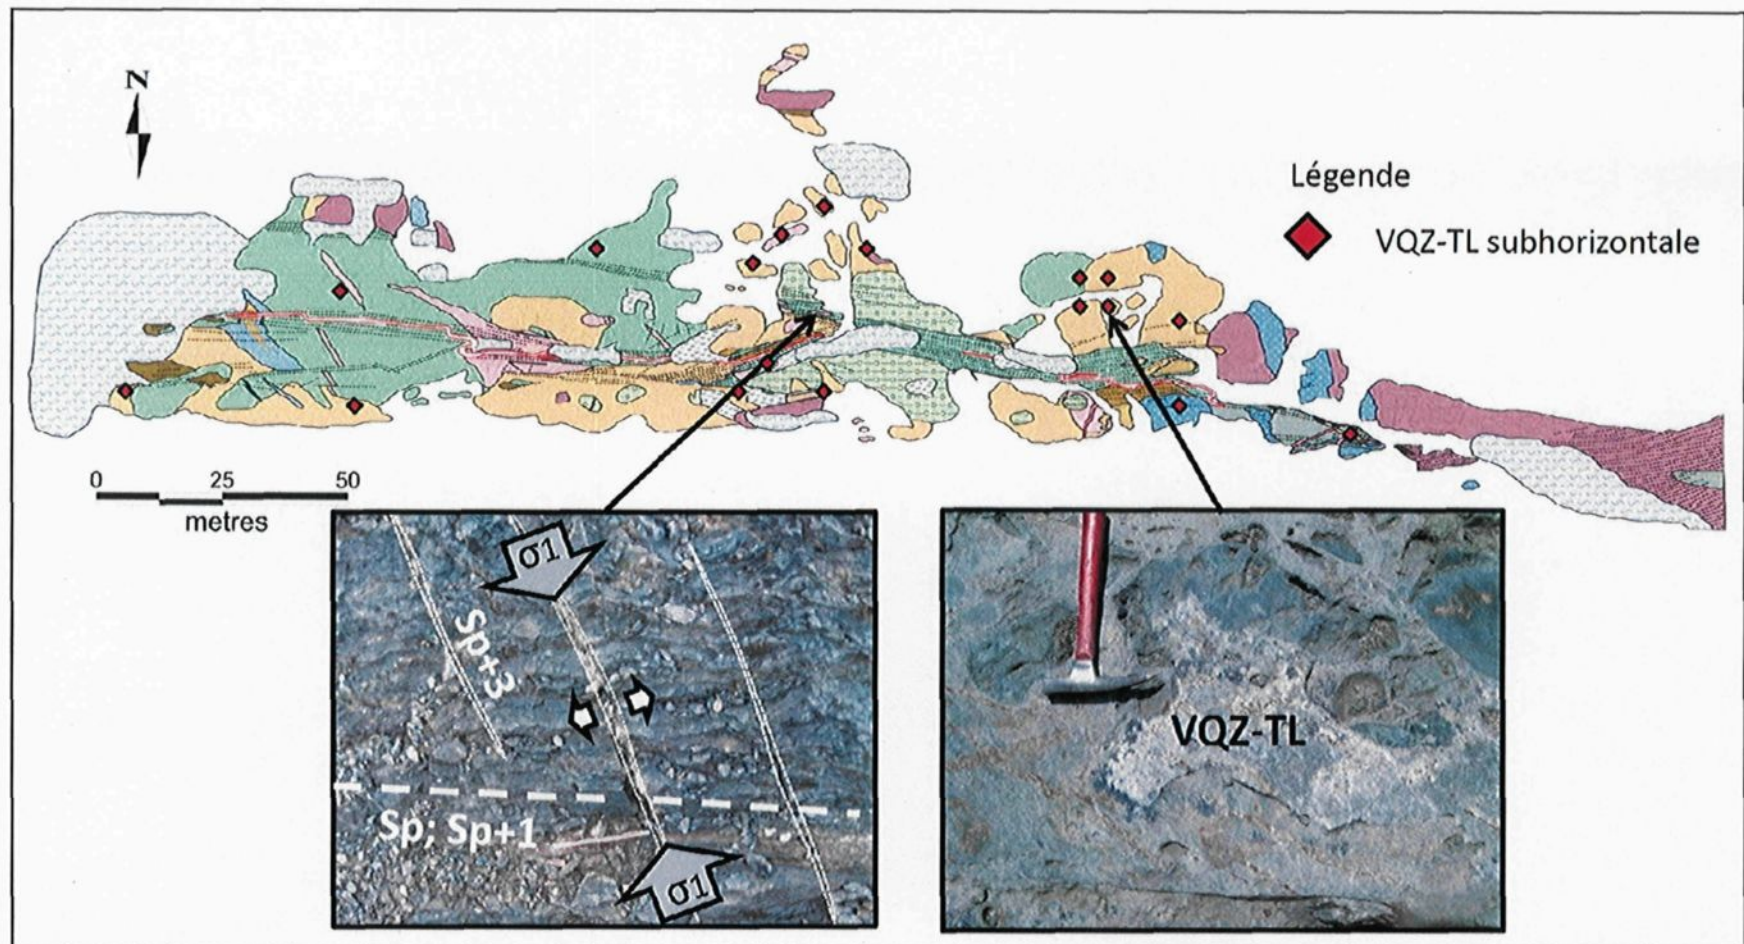 N
Légende
VQZ-TL subhorizontale
0 25 50
metres
σ1
Sp+3
Sp; Sp+1
σ1
VQZ-TL